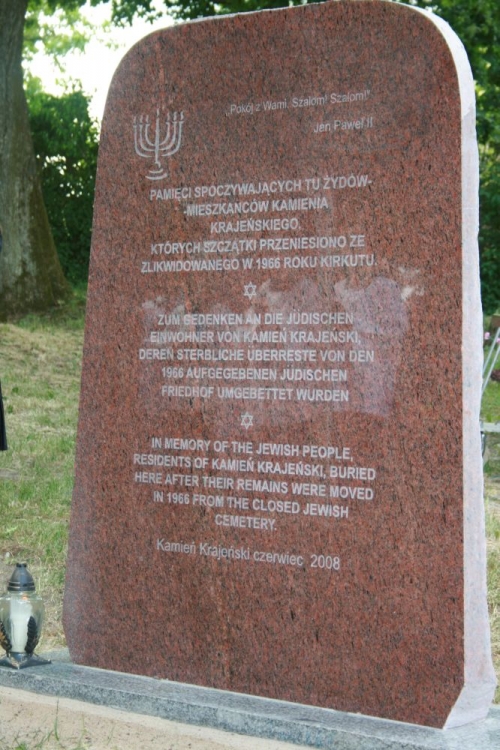 „Pokój z Wami. Szalom! Szalom!"
Jan Paweł II
PAMIĘCI SPOCZYWAJĄCYCH TU ŻYDÓW-
-MIESZKAŃCÓW KAMIENIA
KRAJEŃSKIEGO,
KTÓRYCH SZCZĄTKI PRZENIESIONO ZE
ZLIKWIDOWANEGO W 1966 ROKU KIRKUTU.
ZUM GEDENKEN AN DIE JÜDISCHEN
EINWOHNER VON KAMIEŃ KRAJEŃSKI,
DEREN STERBLICHE ÜBERRESTE VON DEN
1966 AUFGEGEBENEN JÜDISCHEN
FRIEDHOF UMGEBETTET WURDEN
IN MEMORY OF THE JEWISH PEOPLE,
RESIDENTS OF KAMIEŃ KRAJEŃSKI, BURIED
HERE AFTER THEIR REMAINS WERE MOVED
IN 1966 FROM THE CLOSED JEWISH
CEMETERY.
Kamień Krajeński czerwiec 2008